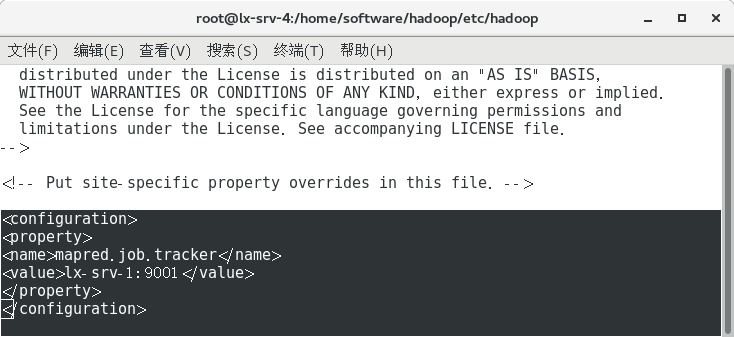 root@lx-srv-4:/home/software/hadoop/etc/hadoop
文件(F) 编辑(E) 查看(V) 搜索(S) 终端(T) 帮助(H)
distributed under the License is distributed on an "AS IS" BASIS,
WITHOUT WARRANTIES OR CONDITIONS OF ANY KIND, either express or implied.
See the License for the specific language governing permissions and
limitations under the License. See accompanying LICENSE file.
-->
<!-- Put site-specific property overrides in this file. -->
<configuration>
<property>
<name>mapred.job.tracker</name>
<value>lx-srv-1:9001</value>
</property>
</configuration>